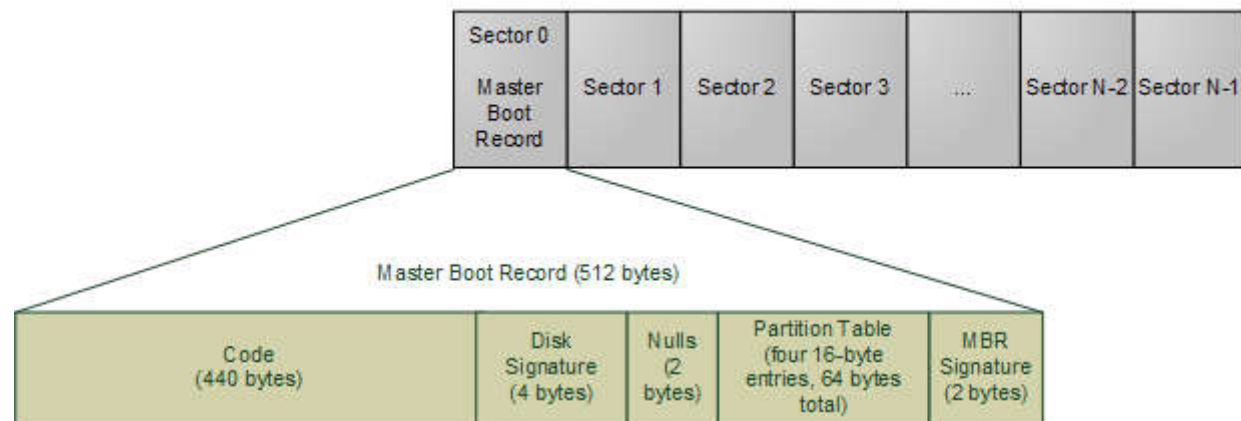 Sector 0
Master
Boot
Record
Sector 1
Sector 2
Sector 3
...
Sector N-2
Sector N-1
Master Boot Record (512 bytes)
Code
(440 bytes)
Disk
Signature
(4 bytes)
Nulls
(2
bytes)
Partition Table
(four 16-byte
entries, 64 bytes
total)
MBR
Signature
(2 bytes)